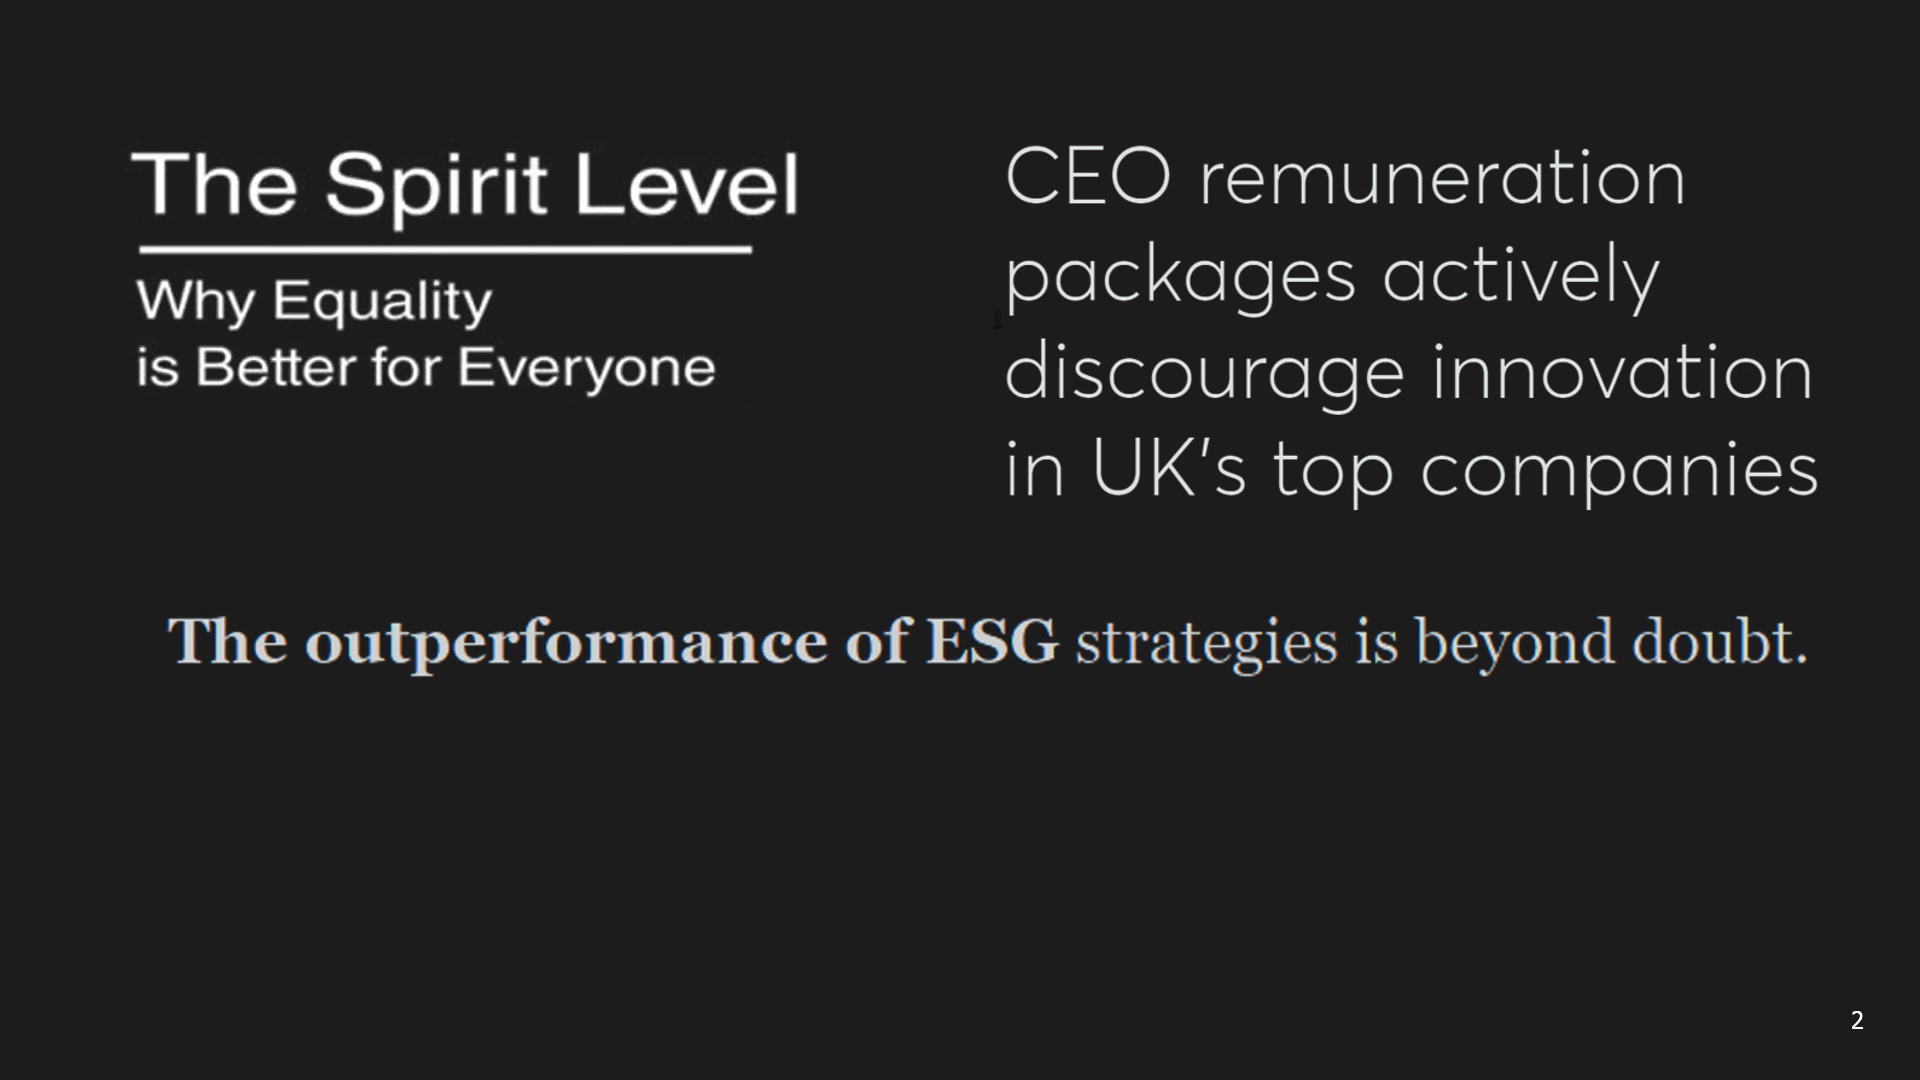 The Spirit Level
Why Equality
is Better for Everyone
CEO remuneration
packages actively
discourage innovation
in UK's top companies
The outperformance of ESG strategies is beyond doubt.
2